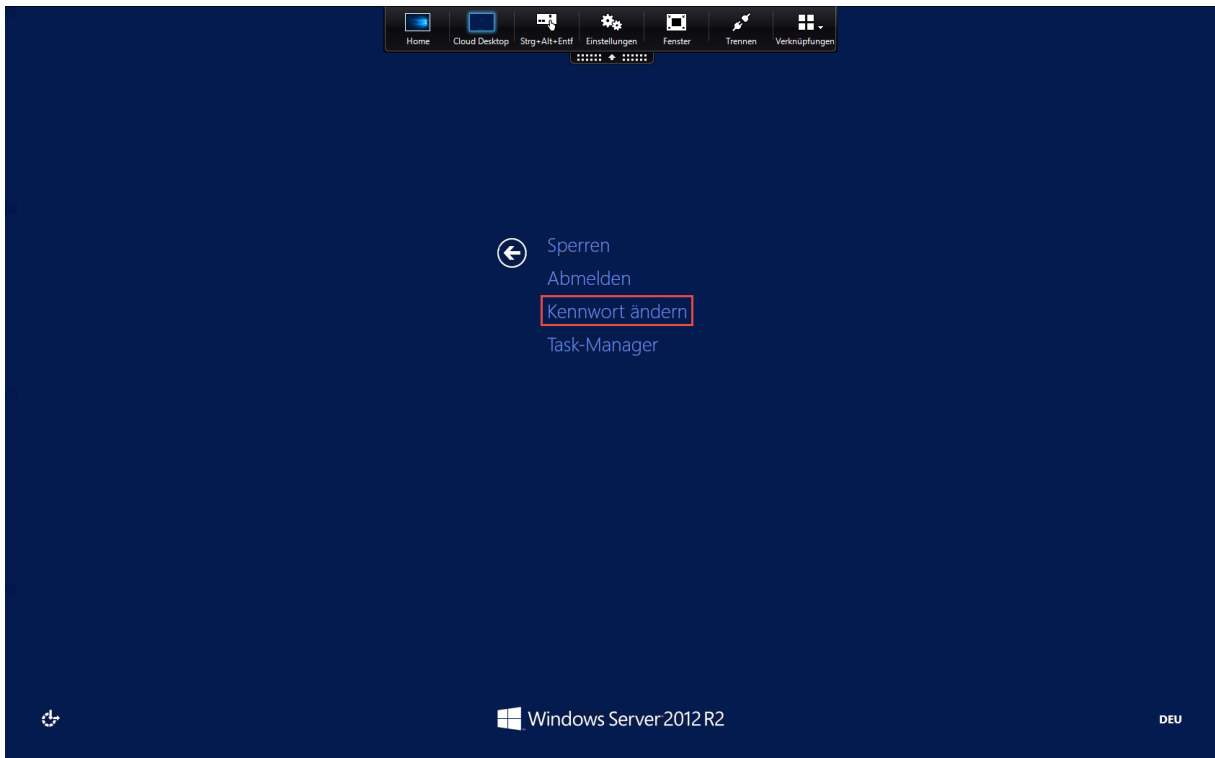 Home Cloud Desktop Strg+Alt+Entf Einstellungen Fenster Trennen Verknüpfungen
Sperren
Abmelden
Kennwort ändern
Task-Manager
Windows Server 2012 R2
DEU